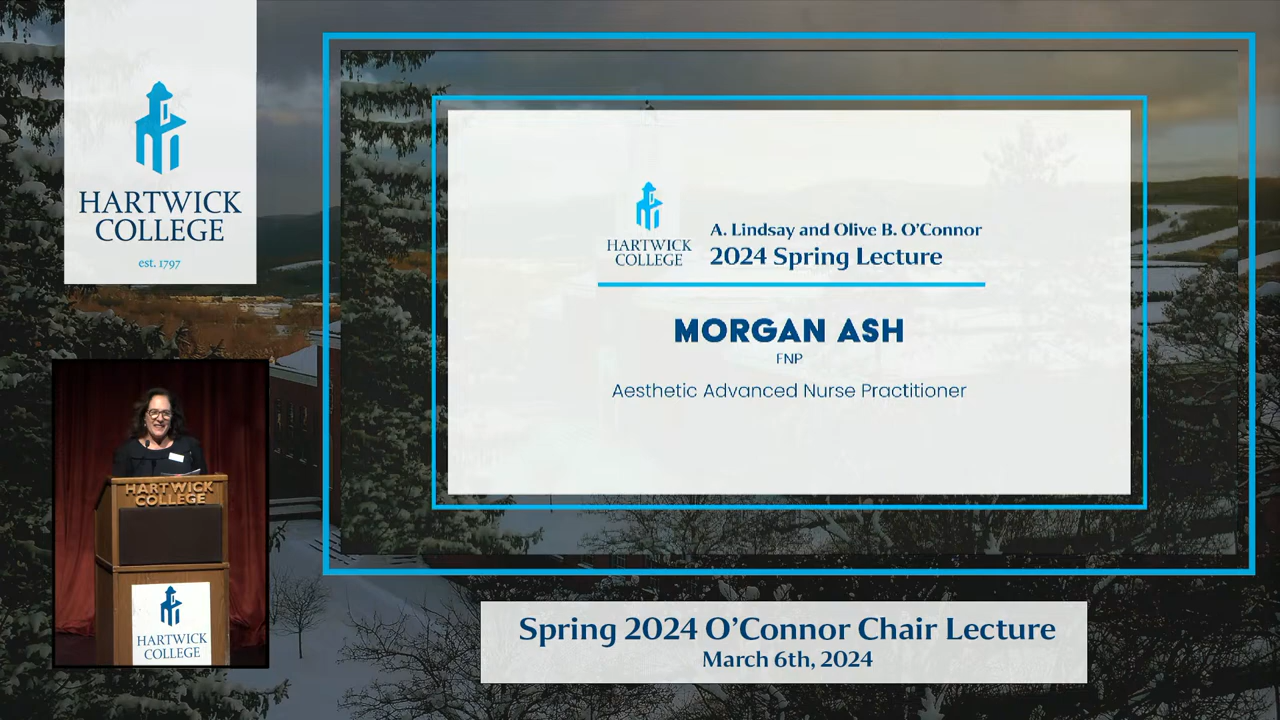 HARTWICK
COLLEGE
est. 1797
HARTWICK
COLLEGE
A. Lindsay and Olive B. O’Connor
2024 Spring Lecture
MORGAN ASH
FNP
Aesthetic Advanced Nurse Practitioner
HARTWICK
COLLEGE
HARTWICK
COLLEGE
Spring 2024 O’Connor Chair Lecture
March 6th, 2024